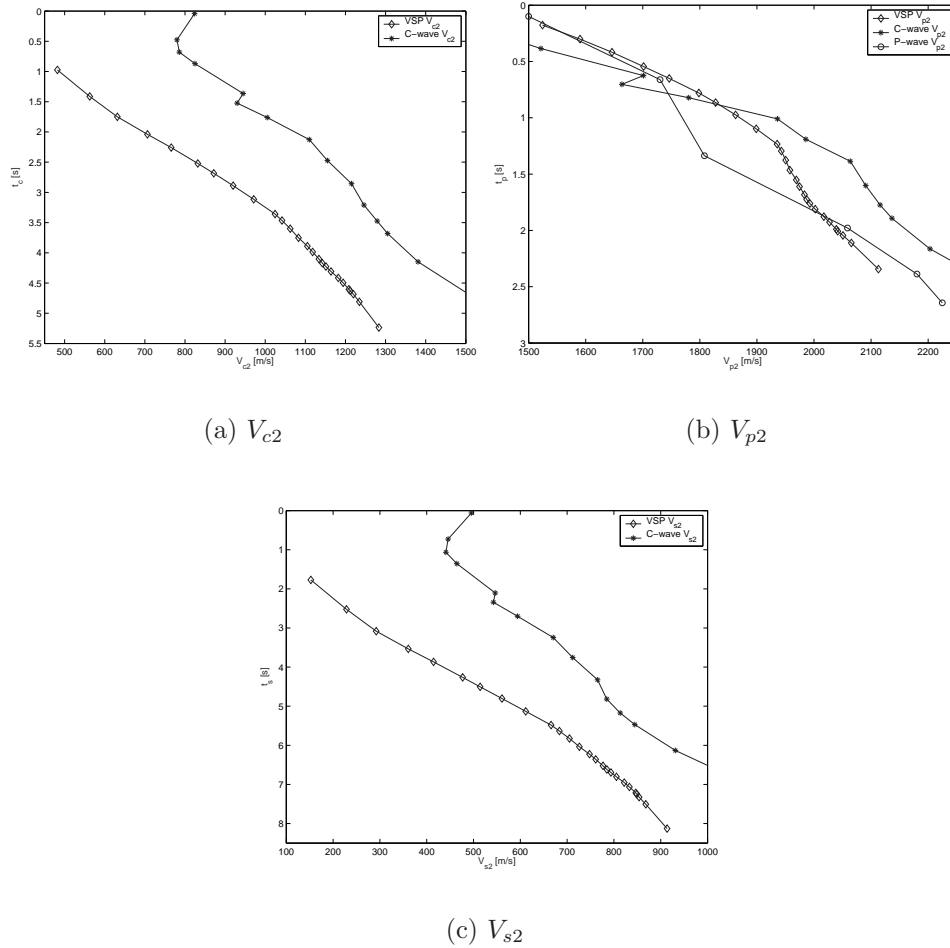 0
0.5
1
1.5
2
2.5
3
3.5
4
4.5
5
5.5
t_c [s]
500 600 700 800 900 1000 1100 1200 1300 1400 1500
V_c2 [m/s]
VSP V_c2
C-wave V_c2
(a) V_c2
0
0.5
1
1.5
2
2.5
3
t_p [s]
1500 1600 1700 1800 1900 2000 2100 2200
V_p2 [m/s]
VSP V_p2
C-wave V_p2
P-wave V_p2
(b) V_p2
0
1
2
3
4
5
6
7
8
t_s [s]
100 200 300 400 500 600 700 800 900 1000
V_s2 [m/s]
VSP V_s2
C-wave V_s2
(c) V_s2